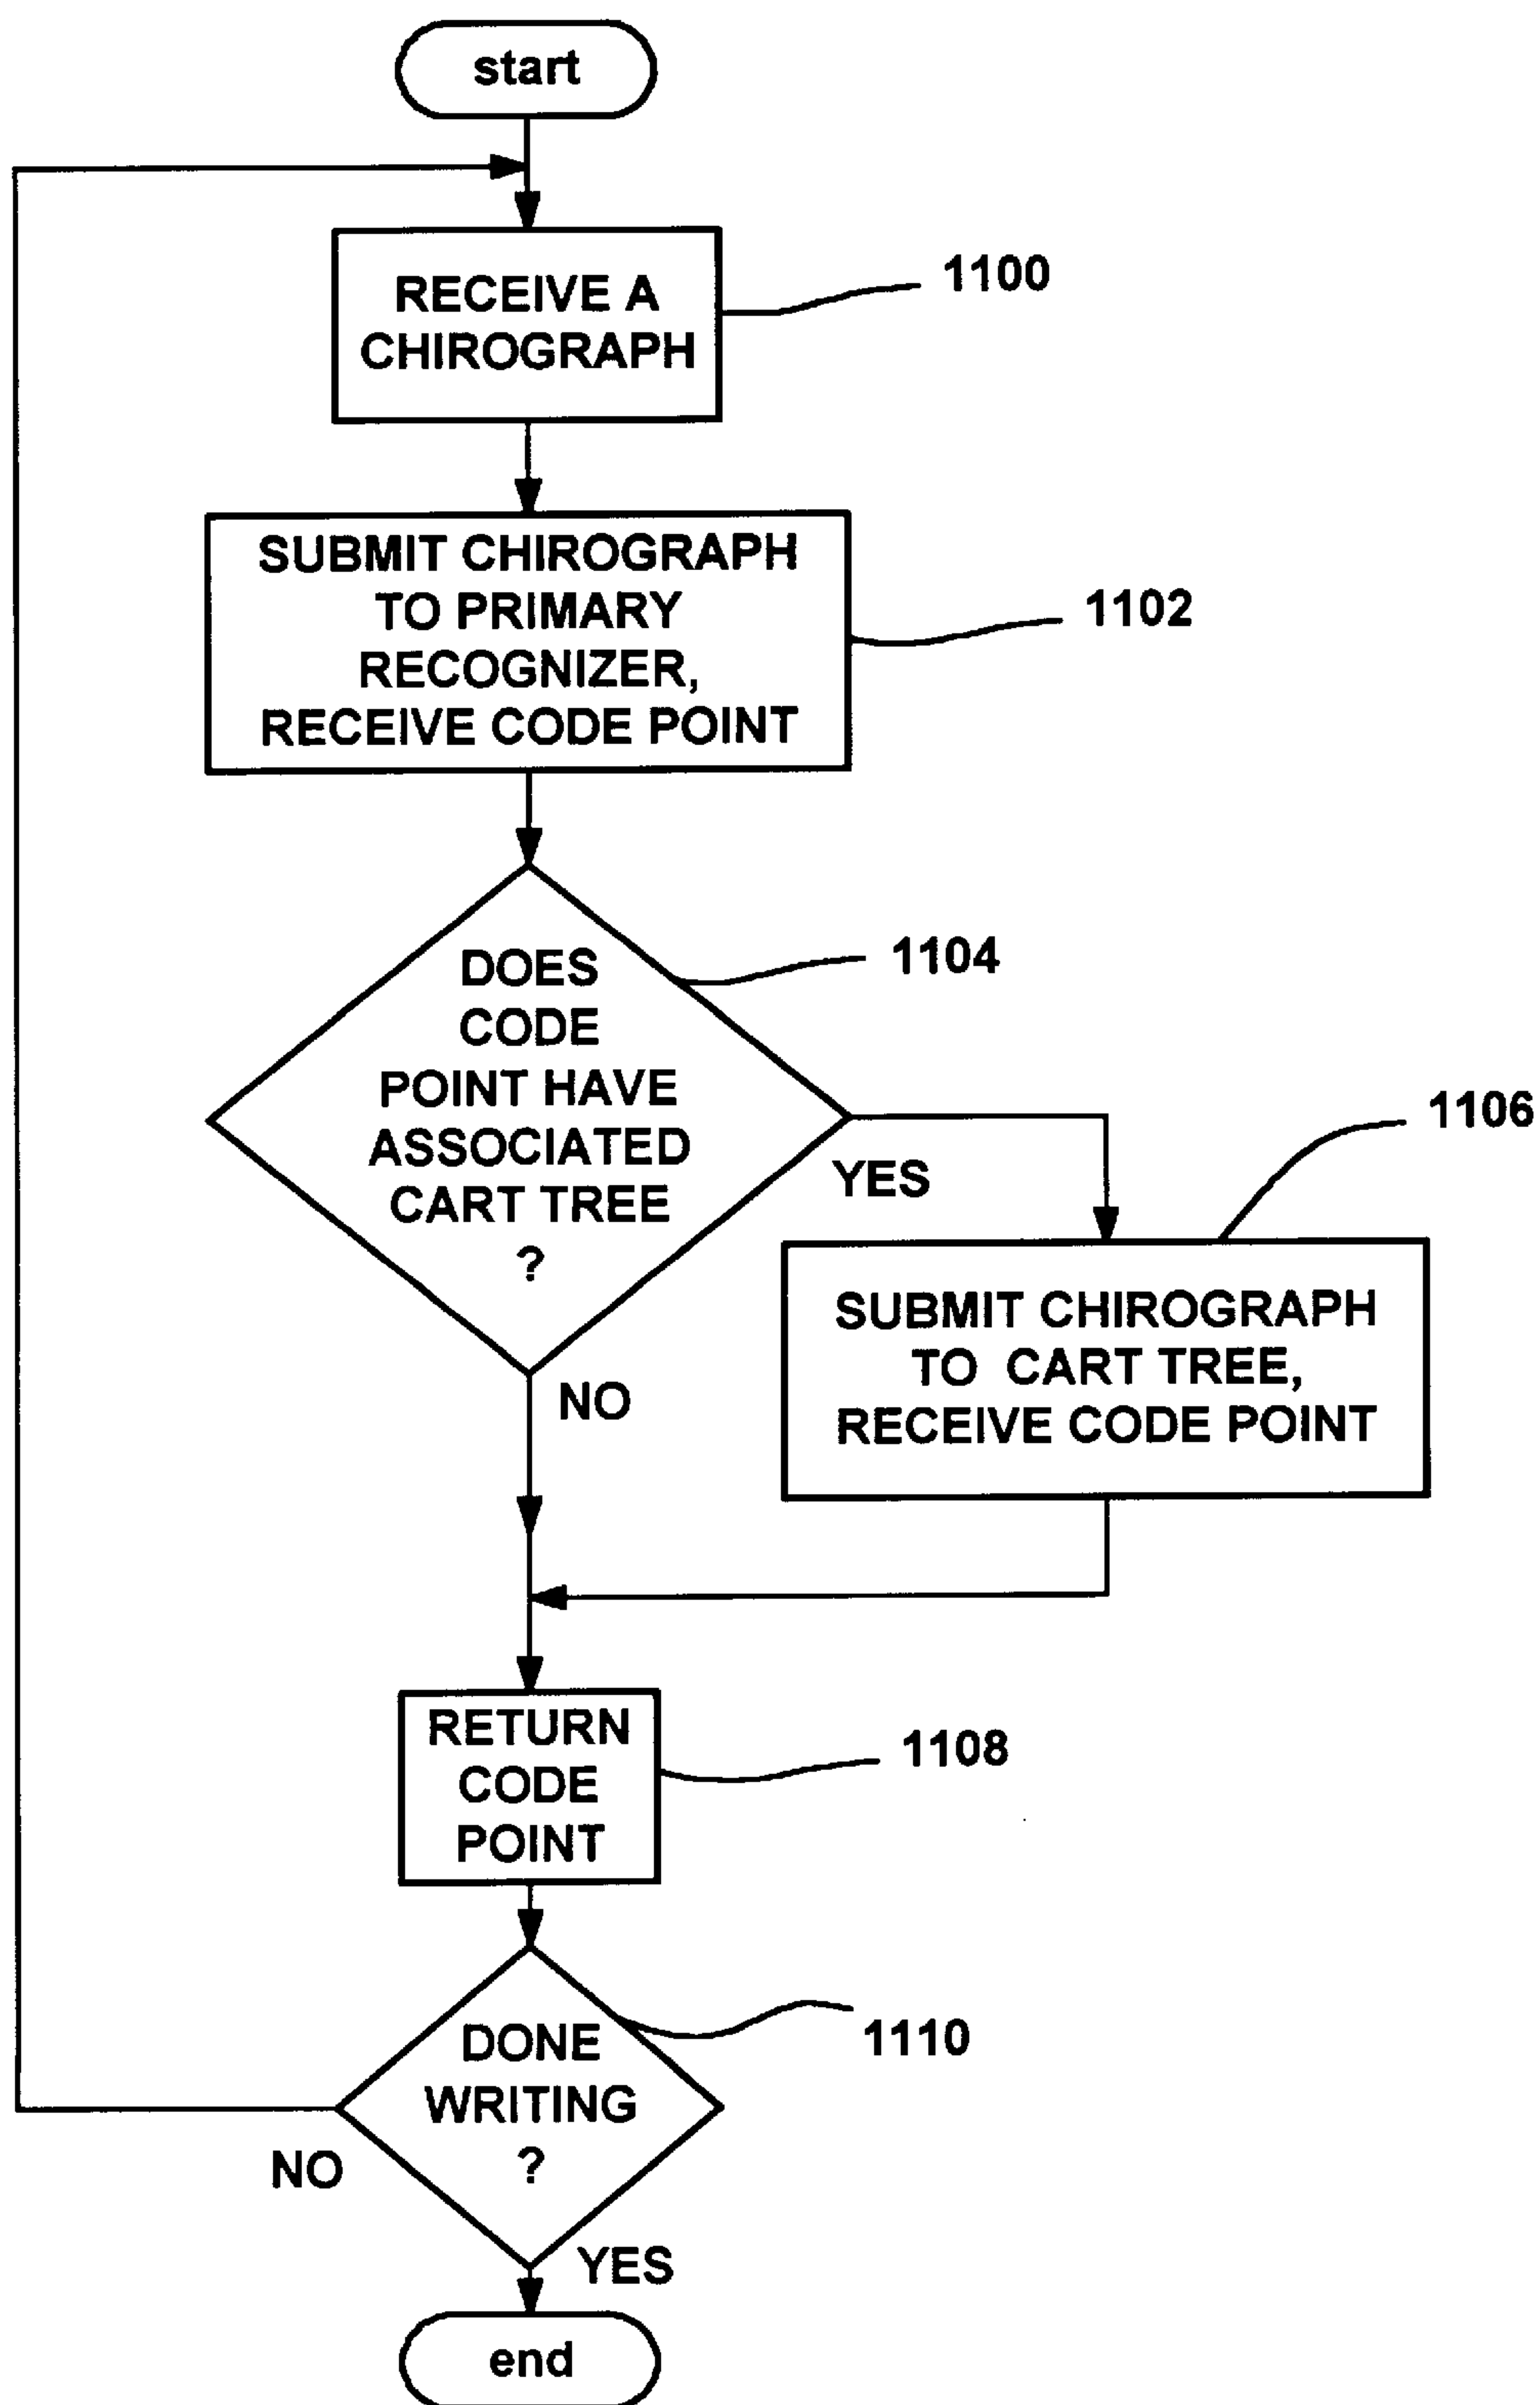 start
RECEIVE A
CHIROGRAPH
1100
SUBMIT CHIROGRAPH
TO PRIMARY
RECOGNIZER,
RECEIVE CODE POINT
1102
DOES
CODE
POINT HAVE
ASSOCIATED
CART TREE
?
1104
YES
NO
1106
SUBMIT CHIROGRAPH
TO CART TREE,
RECEIVE CODE POINT
RETURN
CODE
POINT
1108
DONE
WRITING
?
1110
NO
YES
end